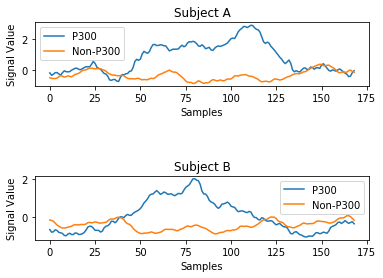 Subject A
Signal Value
2
0
P300
Non-P300
0 25 50 75 100 125 150 175
Samples
Subject B
Signal Value
2
0
P300
Non-P300
0 25 50 75 100 125 150 175
Samples